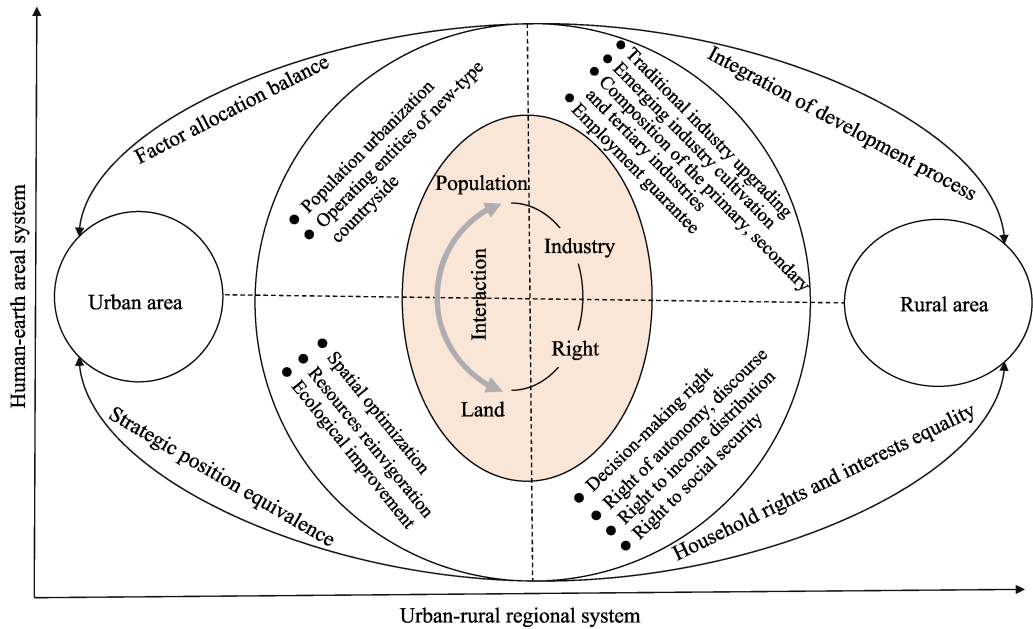 Human-earth areal system
Factor allocation balance
Integration of development process
Population urbanization
Operating entities of new-type
countryside
Traditional industry upgrading
Emerging industry cultivation
Composition of the primary, secondary
and tertiary industries
Employment guarantee
Population
Industry
Interaction
Urban area
Rural area
Right
Land
Spatial optimization
Resources reinvigoration
Ecological improvement
Decision-making right
Right of autonomy, discourse
Right to income distribution
Right to social security
Strategic position equivalence
Household rights and interests equality
Urban-rural regional system